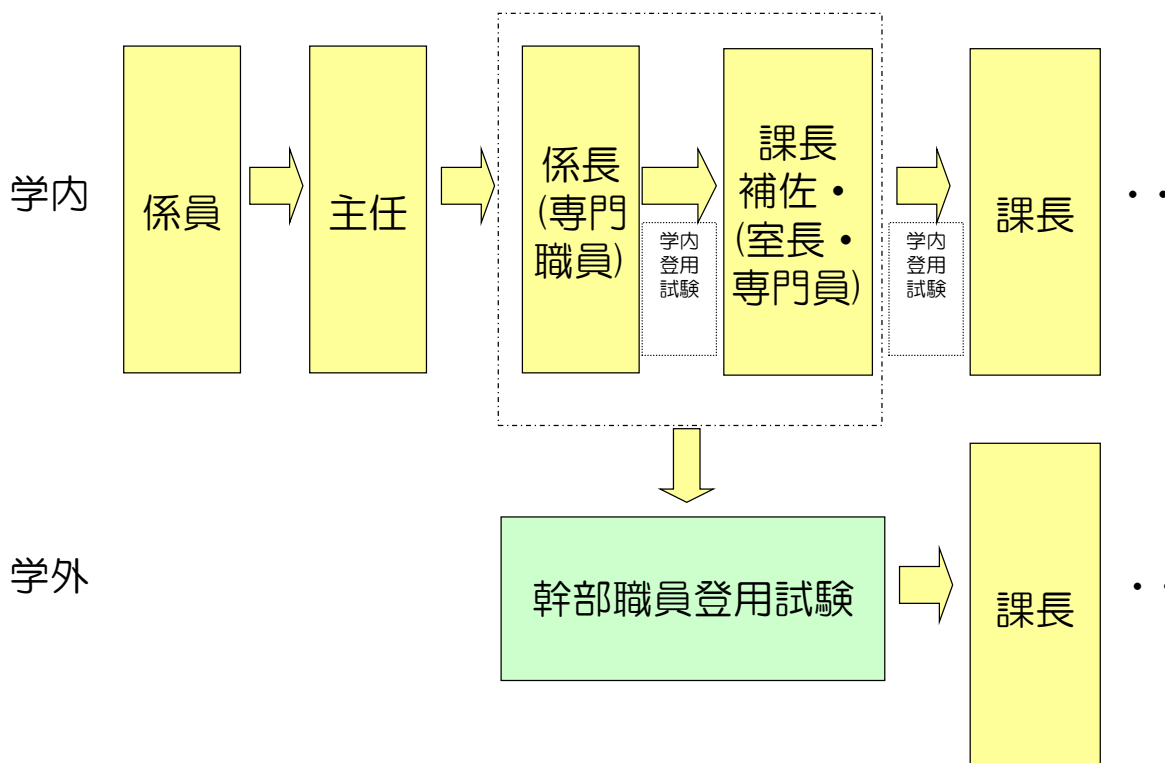 学内
係員
主任
係長
(専門
職員)
学内
登用
試験
課長
補佐・
(室長・
専門員)
学内
登用
試験
課長
・・
学外
幹部職員登用試験
課長
・・